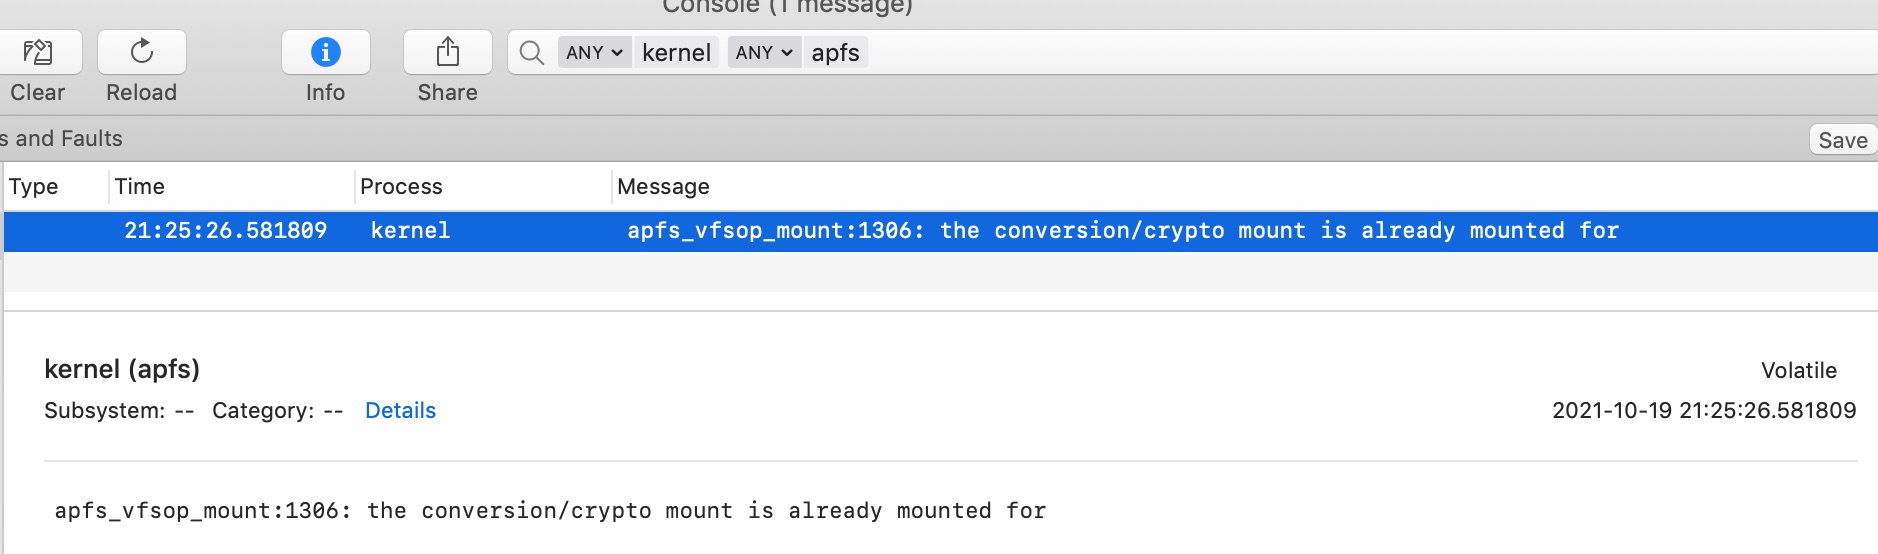 Console (1 message)
ANY kernel ANY apfs
Clear Reload Info Share
s and Faults Save
Type Time Process Message
21:25:26.581809 kernel apfs_vfsop_mount:1306: the conversion/crypto mount is already mounted for
kernel (apfs) Volatile
Subsystem: -- Category: -- Details 2021-10-19 21:25:26.581809
apfs_vfsop_mount:1306: the conversion/crypto mount is already mounted for